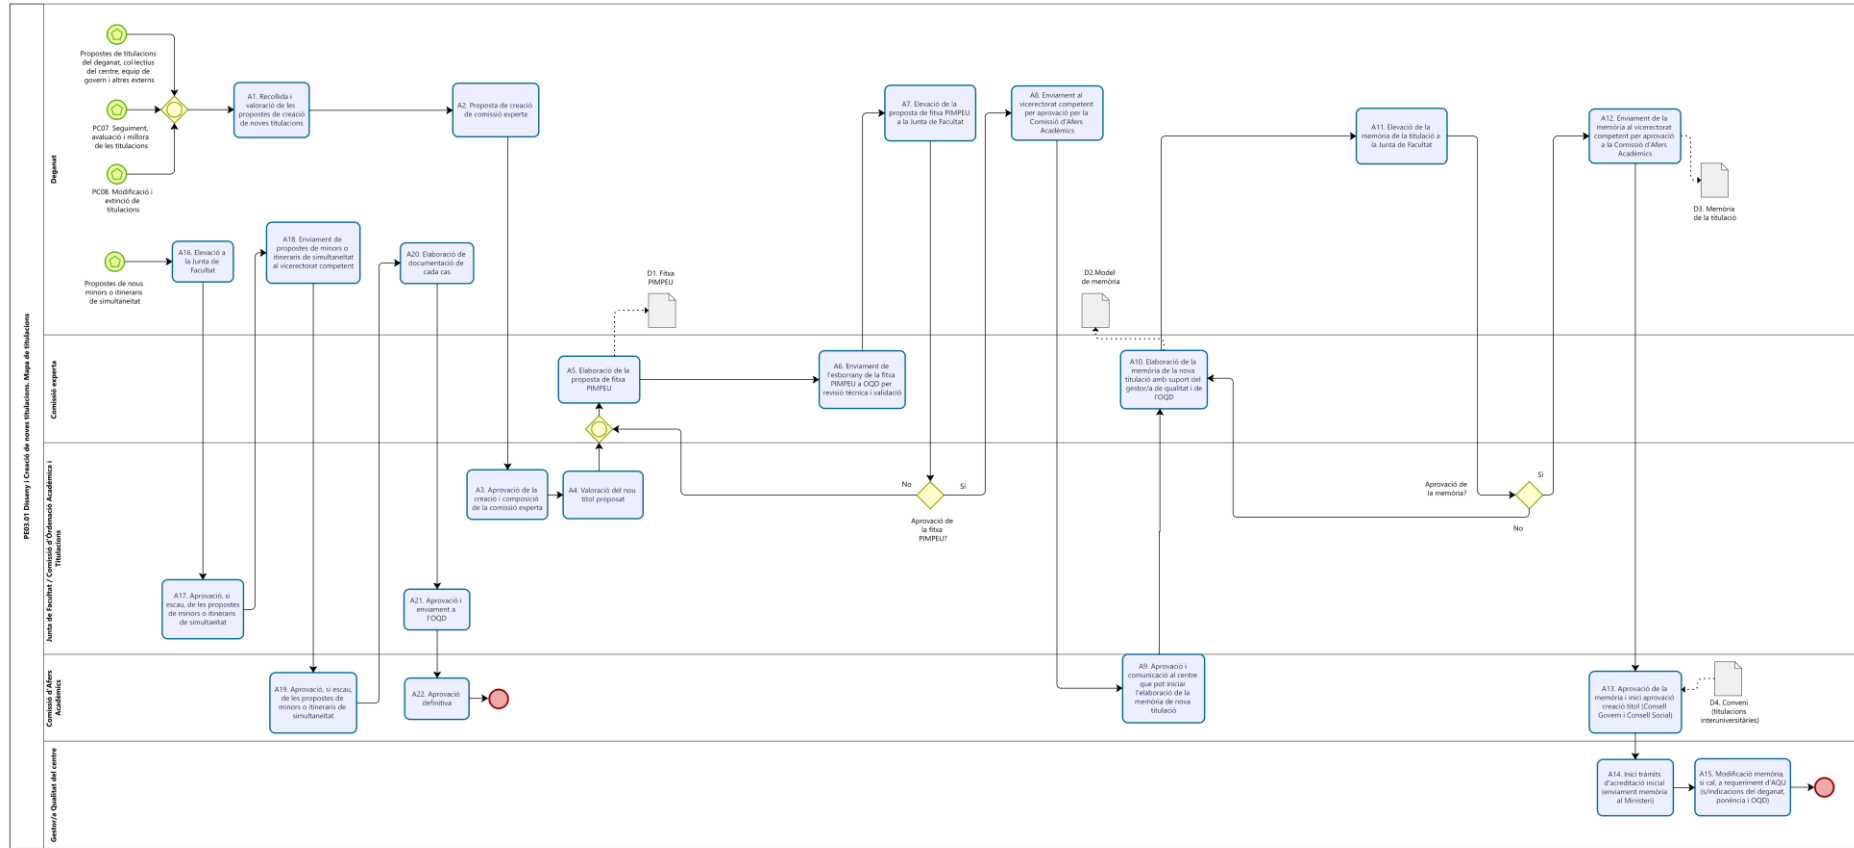 PE03.01 Disseny i Creació de noves titulacions. Mapa de titulacions
Deganat
Propostes de titulacions
del deganat, col·lectius
del centre, equip de
govern i altres externs
PC07. Seguiment,
avaluació i millora
de les titulacions
PC08. Modificació i
extinció de
titulacions
A1. Recollida i
valoració de les
propostes de creació
de noves titulacions
A2. Proposta de creació
de comissió experta
A7. Elevació de la
proposta de fitxa PIMPEU
a la Junta de Facultat
A8. Enviament al
vicerectorat competent
per aprovació per la
Comissió d'Afers
Acadèmics
A11. Elevació de la
memòria de la titulació a
la Junta de Facultat
A12. Enviament de la
memòria al vicerectorat
competent per aprovació
a la Comissió d'Afers
Acadèmics
D3. Memòria
de la titulació
Propostes de nous
minors o itineraris
de simultaneïtat
A16. Elevació a
la Junta de
Facultat
A18. Enviament de
propostes de minors o
itineraris de simultaneïtat
al vicerectorat competent
A20. Elaboració de
documentació de
cada cas
D1. Fitxa
PIMPEU
D2.Model
de memòria
Comissió experta
A5. Elaboració de la
proposta de fitxa
PIMPEU
A6. Enviament de
l'esborrany de la fitxa
PIMPEU a OQD per
revisió tècnica i validació
A10. Elaboració de la
memòria de la nova
titulació amb suport del
gestor/a de qualitat i de
l'OQD
Junta de Facultat / Comissió d'Ordenació Acadèmica i
Titulacions
A3. Aprovació de la
creació i composició
de la comissió experta
A4. Valoració del nou
títol proposat
No
Sí
Aprovació de
la fitxa
PIMPEU?
Aprovació de
la memòria?
Sí
No
A17. Aprovació, si
escau, de les propostes
de minors o itineraris
de simultaneïtat
A21. Aprovació i
enviament a
l'OQD
Comissió d'Afers
Acadèmics
A19. Aprovació, si escau,
de les propostes de
minors o itineraris de
simultaneïtat
A22. Aprovació
definitiva
A9. Aprovació i
comunicació al centre
que pot iniciar
l'elaboració de la
memòria de nova
titulació
A13. Aprovació de la
memòria i inici aprovació
creació títol (Consell
Govern i Consell Social)
D4. Conveni
(titulacions
interuniversitàries)
Gestor/a Qualitat del centre
A14. Inici tràmits
d'acreditació inicial
(enviament memòria
al Ministeri)
A15. Modificació memòria,
si cal, a requeriment d'AQU
(s/indicacions del deganat,
ponència i OQD)